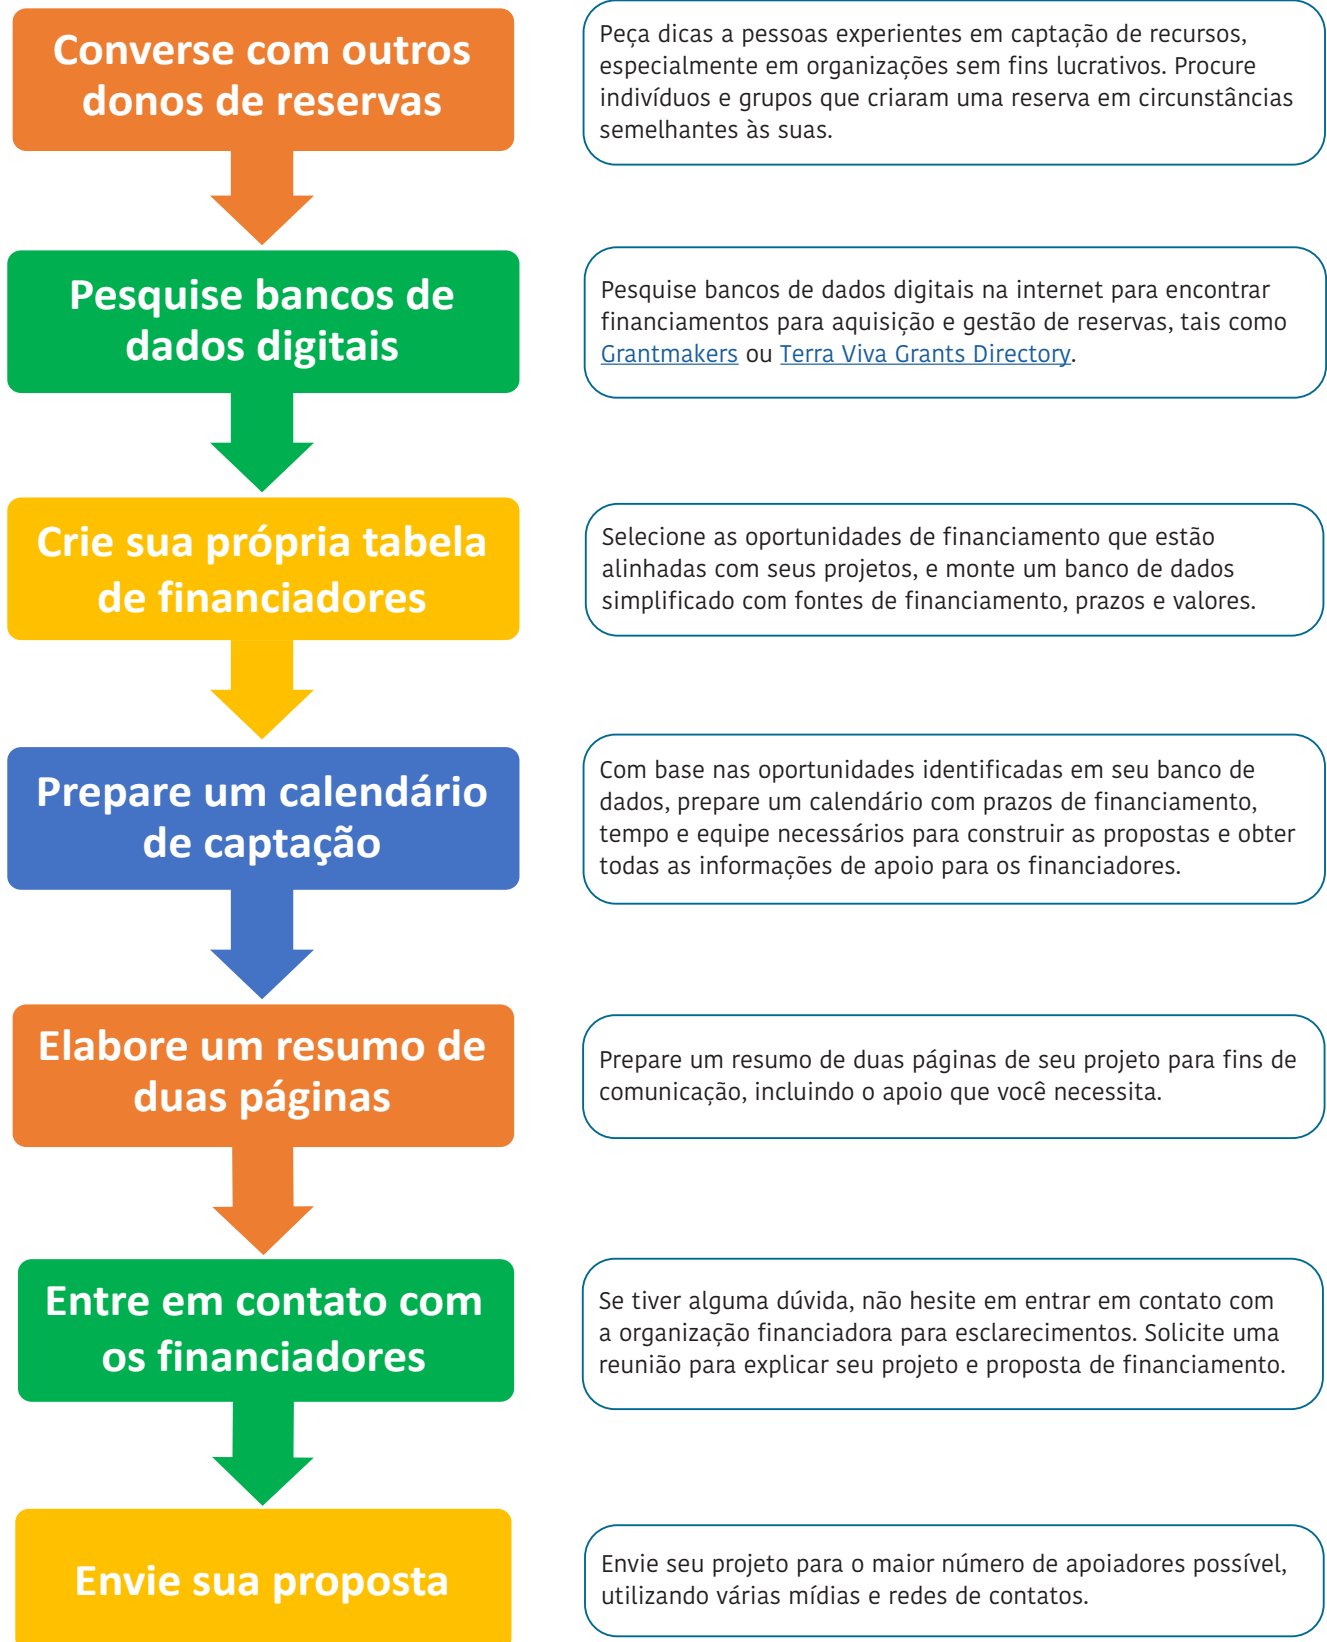 Converse com outros
donos de reservas
Peça dicas a pessoas experientes em captação de recursos,
especialmente em organizações sem fins lucrativos. Procure
indivíduos e grupos que criaram uma reserva em circunstâncias
semelhantes às suas.
Pesquise bancos de
dados digitais
Pesquise bancos de dados digitais na internet para encontrar
financiamentos para aquisição e gestão de reservas, tais como
Grantmakers ou Terra Viva Grants Directory.
Crie sua própria tabela
de financiadores
Selecione as oportunidades de financiamento que estão
alinhadas com seus projetos, e monte um banco de dados
simplificado com fontes de financiamento, prazos e valores.
Prepare um calendário
de captação
Com base nas oportunidades identificadas em seu banco de
dados, prepare um calendário com prazos de financiamento,
tempo e equipe necessários para construir as propostas e obter
todas as informações de apoio para os financiadores.
Elabore um resumo de
duas páginas
Prepare um resumo de duas páginas de seu projeto para fins de
comunicação, incluindo o apoio que você necessita.
Entre em contato com
os financiadores
Se tiver alguma dúvida, não hesite em entrar em contato com
a organização financiadora para esclarecimentos. Solicite uma
reunião para explicar seu projeto e proposta de financiamento.
Envie sua proposta
Envie seu projeto para o maior número de apoiadores possível,
utilizando várias mídias e redes de contatos.